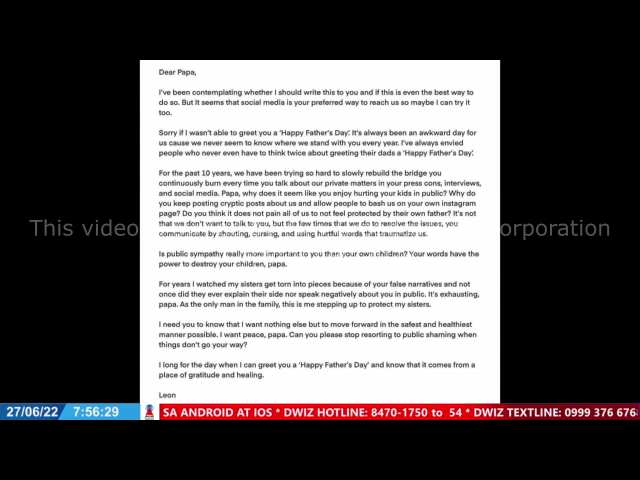 Dear Papa,
I've been contemplating whether I should write this to you and if this is even the best way to
do so. But It seems that social media is your preferred way to reach us so maybe I can try it
too.
Sorry if I wasn't able to greet you a 'Happy Father's Day'. It's always been an awkward day for
us cause we never seem to know where we stand with you every year. I've always envied
people who never even have to think twice about greeting their dads a 'Happy Father's Day'.
For the past 10 years, we have been trying so hard to slowly rebuild the bridge you
continuously burn every time you talk about our private matters in your press cons, interviews,
and social media. Papa, why does it seem like you enjoy hurting your kids in public? Why do
you keep posting cryptic posts about us and allow people to bash us on your own instagram
page? Do you think it does not pain all of us to not feel protected by their own father? It's not
that we don't want to talk to you, but the few times that we do to resolve the issues, you
communicate by shouting, cursing, and using hurtful words that traumatize us.
This video orporation
Is public sympathy really more important to you than your own children? Your words have the
power to destroy your children, papa.
For years I watched my sisters get torn into pieces because of your false narratives and not
once did they ever explain their side nor speak negatively about you in public. It's exhausting,
papa. As the only man in the family, this is me stepping up to protect my sisters.
I need you to know that I want nothing else but to move forward in the safest and healthiest
manner possible. I want peace, papa. Can you please stop resorting to public shaming when
things don't go your way?
I long for the day when I can greet you a 'Happy Father's Day' and know that it comes from a
place of gratitude and healing.
Leon
27/06/22 7:56:29 SA ANDROID AT IOS * DWIZ HOTLINE: 8470-1750 to 54 * DWIZ TEXTLINE: 0999 376 676